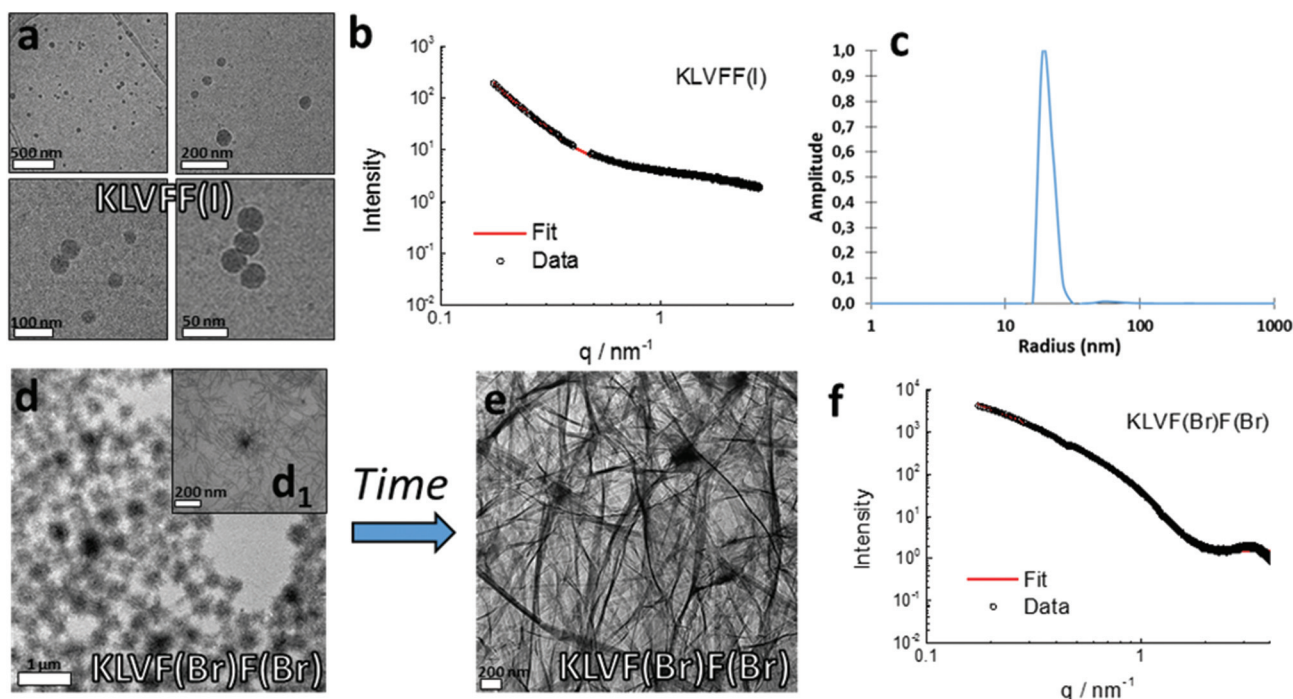 a
500 nm
200 nm
100 nm
50 nm
KLVFF(I)
b
KLVFF(I)
10³
10²
10¹
10⁰
10⁻¹
10⁻²
Intensity
Fit
Data
0.1
1
q / nm⁻¹
c
1,0
0,9
0,8
0,7
0,6
0,5
0,4
0,3
0,2
0,1
0,0
Amplitude
1
10
100
1000
Radius (nm)
d
200 nm
d₁
1 µm
KLVF(Br)F(Br)
Time
e
200 nm
KLVF(Br)F(Br)
f
KLVF(Br)F(Br)
10⁴
10³
10²
10¹
10⁰
10⁻¹
10⁻²
Intensity
Fit
Data
0.1
1
q / nm⁻¹